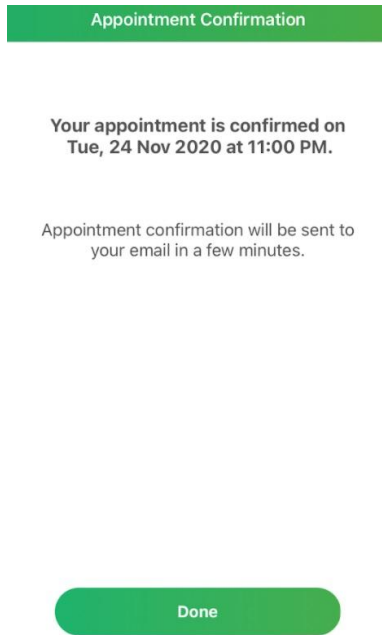 Appointment Confirmation
Your appointment is confirmed on
Tue, 24 Nov 2020 at 11:00 PM.
Appointment confirmation will be sent to
your email in a few minutes.
Done